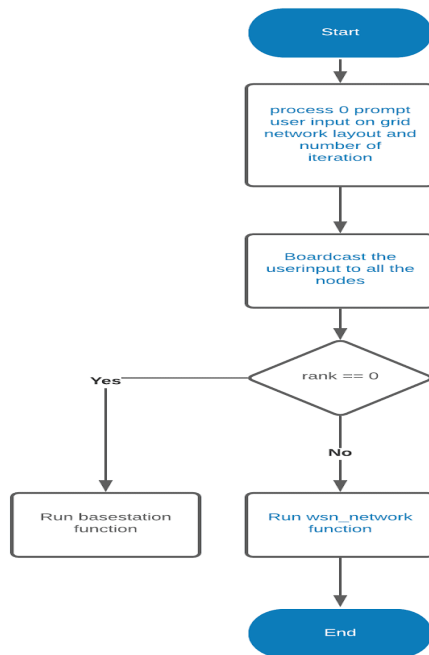 Start
process 0 prompt
user input on grid
network layout and
number of
iteration
Boardcast the
userinput to all the
nodes
rank == 0
Yes
No
Run basestation
function
Run wsn_network
function
End